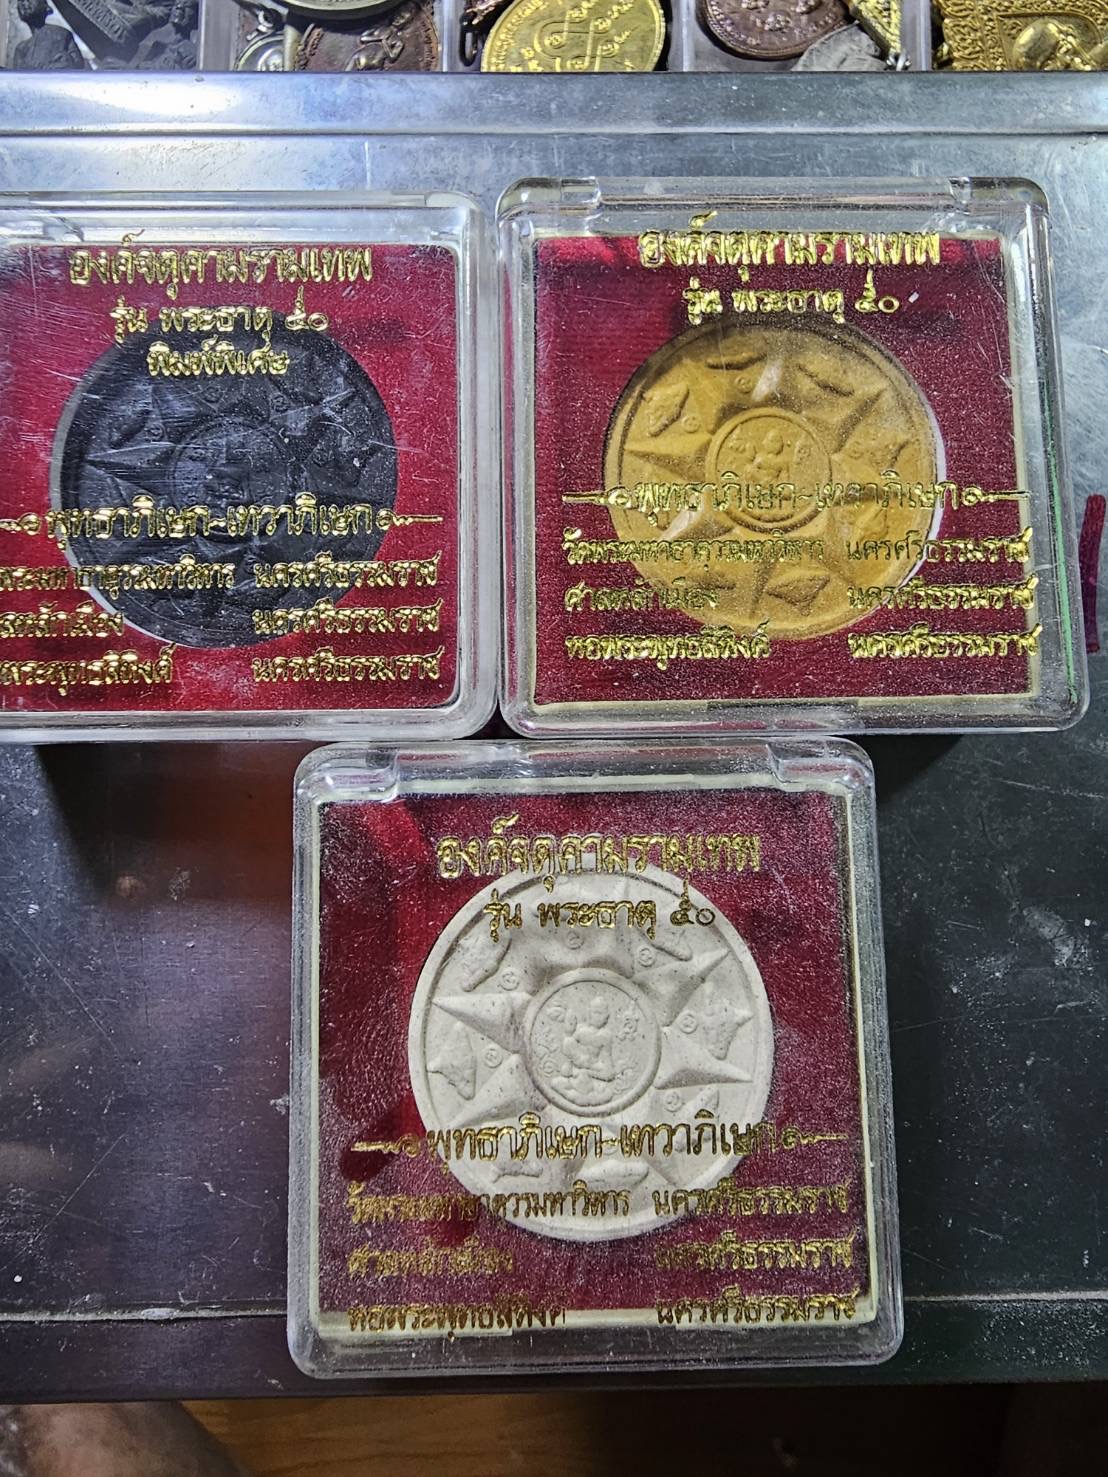 องค์จตุคามรามเทพ
รุ่น พระธาตุ ๕๐
พิมพ์พิเศษ
พุทธาภิเษก-เทวาภิเษก
นครศรีธรรมราช
นครศรีธรรมราช
พระพุทธสิหิงค์ นครศรีธรรมราช
องค์จตุคามรามเทพ
รุ่น พระธาตุ ๕๐
พุทธาภิเษก-เทวาภิเษก
วัดพระมหาธาตุวรมหาวิหาร นครศรีธรรมราช
ศาลหลักเมือง นครศรีธรรมราช
หอพระพุทธสิหิงค์ นครศรีธรรมราช
องค์จตุคามรามเทพ
รุ่น พระธาตุ ๕๐
พุทธาภิเษก-เทวาภิเษก
วัดพระมหาธาตุวรมหาวิหาร นครศรีธรรมราช
ศาลหลักเมือง นครศรีธรรมราช
หอพระพุทธสิหิงค์ นครศรีธรรมราช